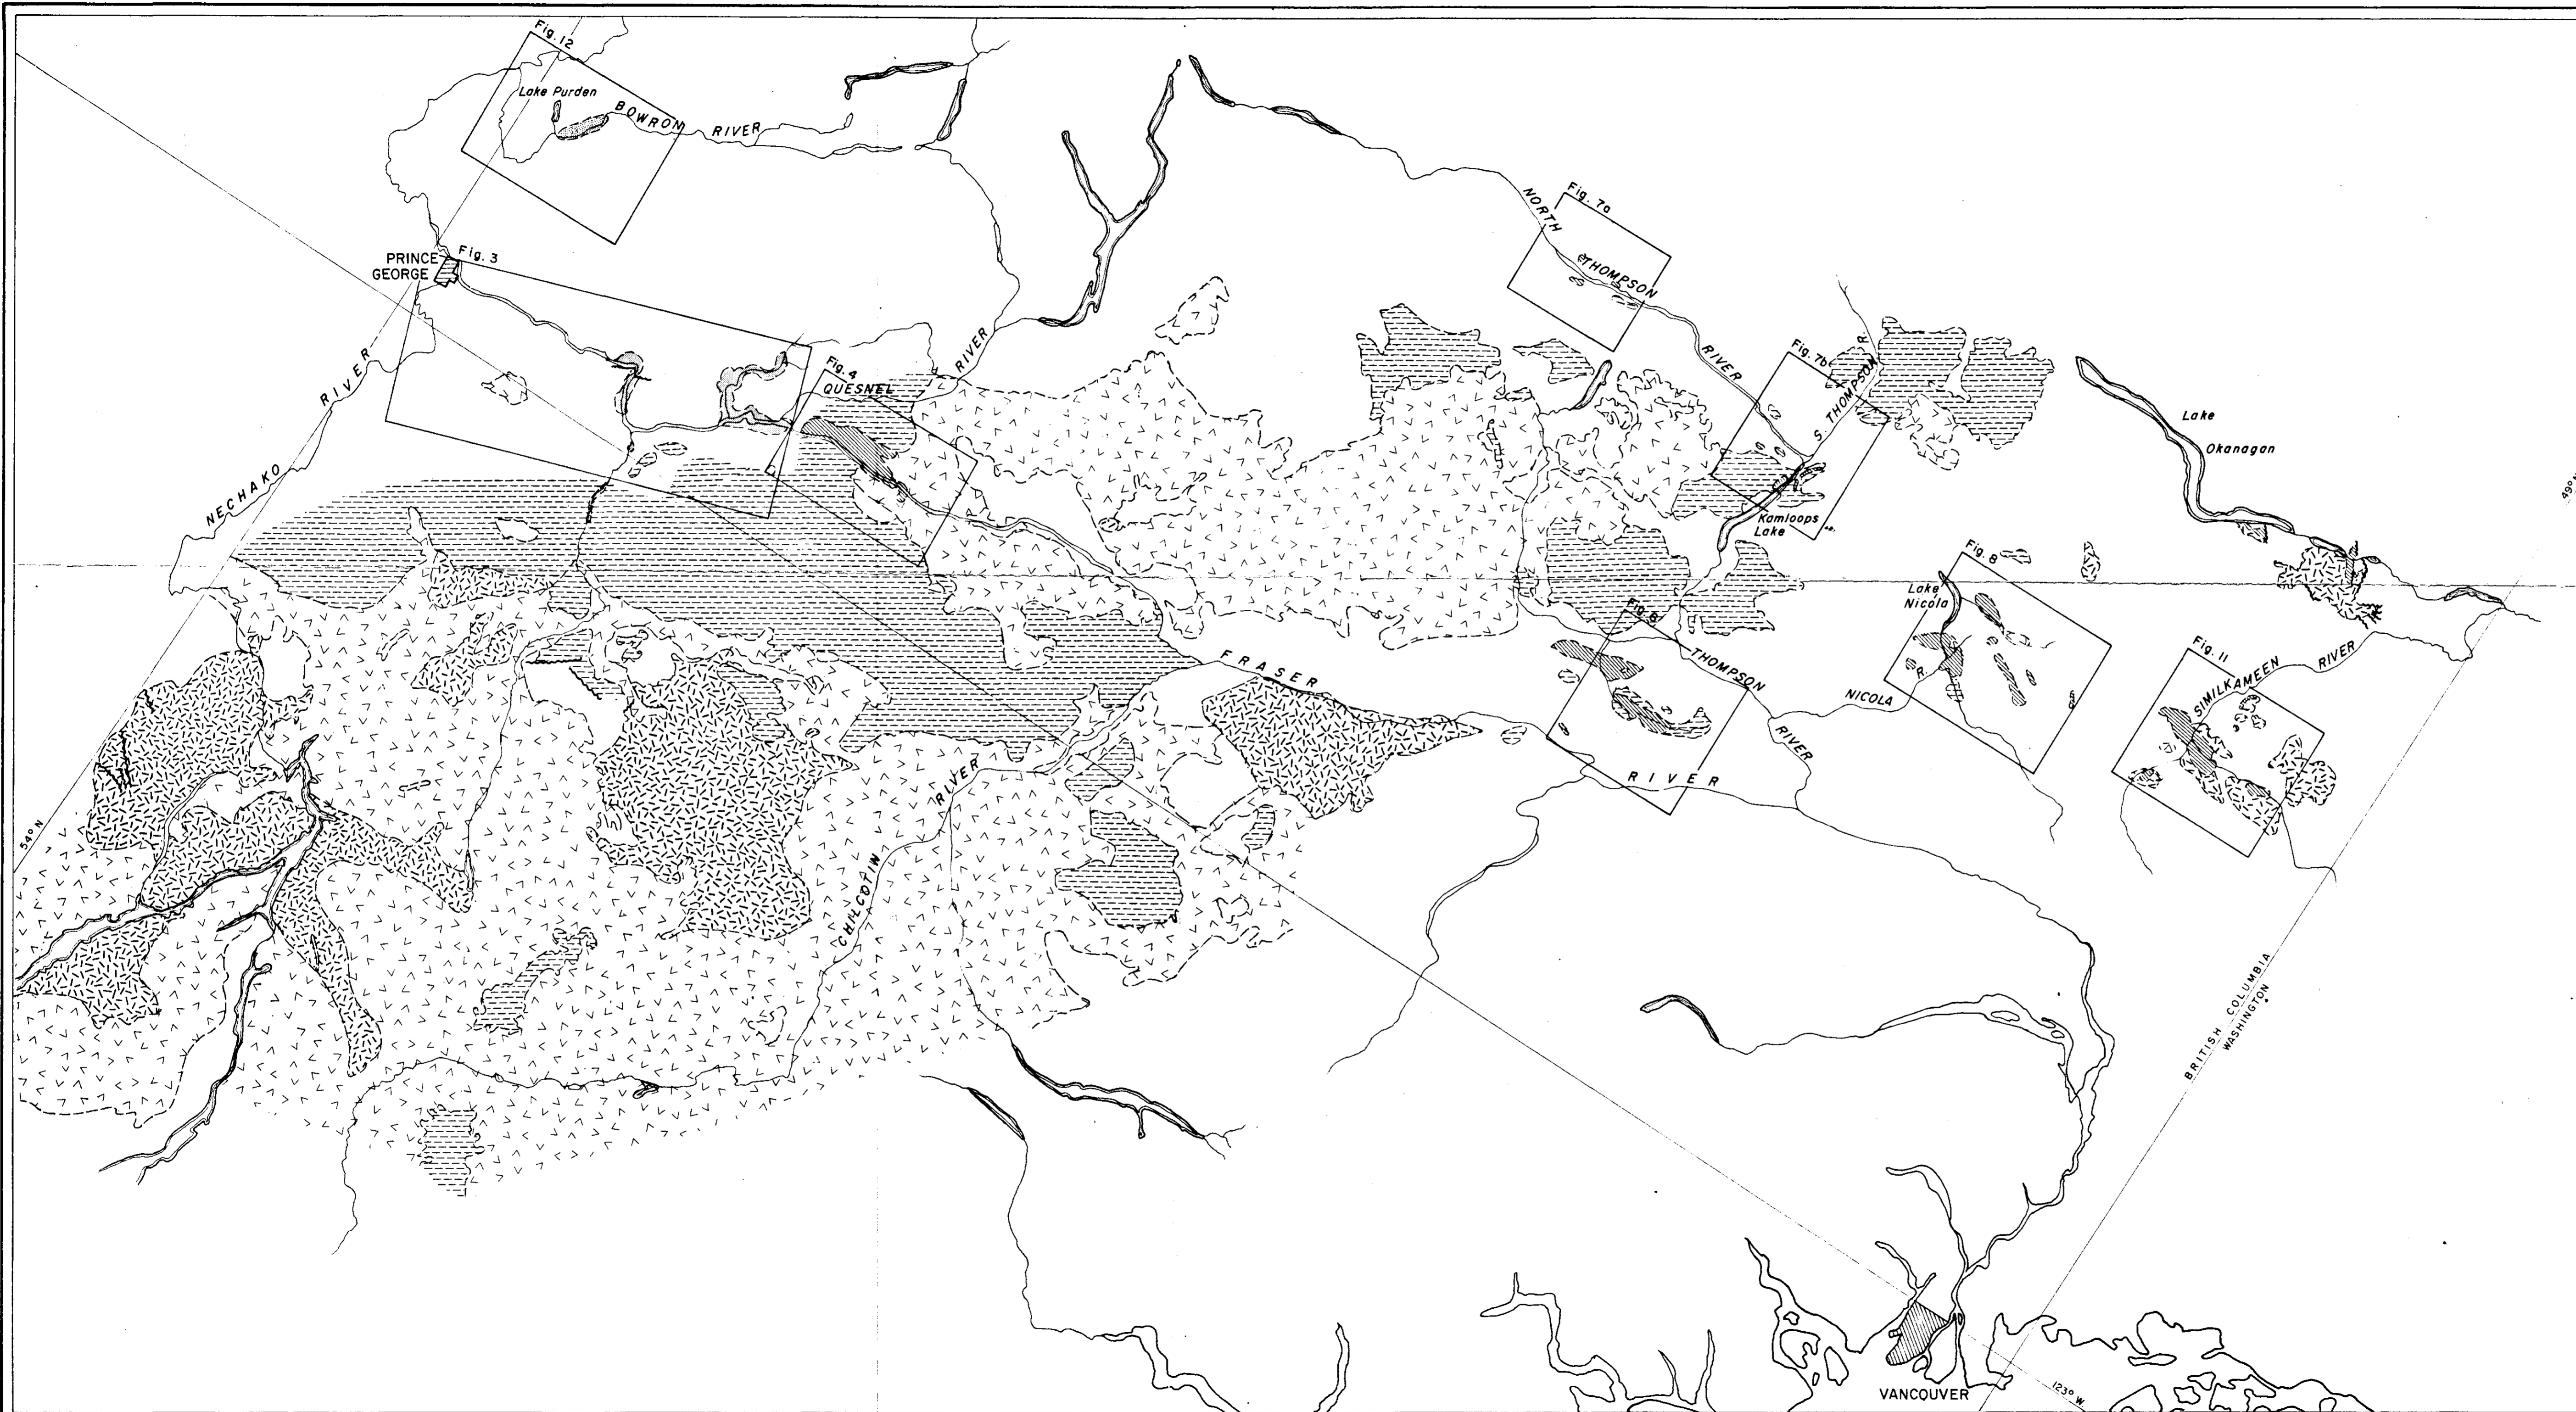 Fig. 12
Lake Purden
BOWRON RIVER
PRINCE
GEORGE
Fig. 3
Fig. 7a
NORTH
THOMPSON
RIVER
Fig. 7b
S. THOMPSON R.
Fig. 4
QUESNEL
RIVER
NECHAKO RIVER
Lake
Okanagan
49° N
Kamloops
Lake
Fig. 8
Lake
Nicola
NICOLA
R.
THOMPSON
RIVER
FRASER
RIVER
Fig. 11
SIMILKAMEEN RIVER
CHILCOTIN RIVER
54° N
BRITISH COLUMBIA
WASHINGTON
VANCOUVER
123° W